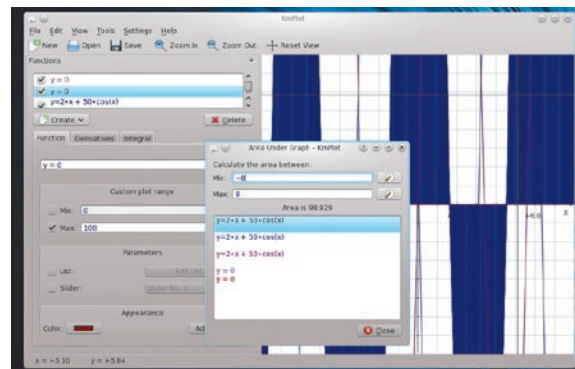 KmPlot
File Edit View Tools Settings Help
New Open Save Zoom In Zoom Out Reset View
Functions
y = 0
y = 0
y=2•x + 50•cos(x)
Create Delete
Function Derivatives Integral
y = 0
Custom plot range
Min: 0
Max: 100
Parameters
List:
Slider:
Appearance
Color:
x = +5.10 y = +5.84
Area Under Graph - KmPlot
Calculate the area between:
Min: -8
Max: 8
Area is 98.929
y=2•x + 50•cos(x)
y=2•x + 50•cos(x)
y=2•x + 50•cos(x)
y = 0
y = 0
Close
+6.0 X